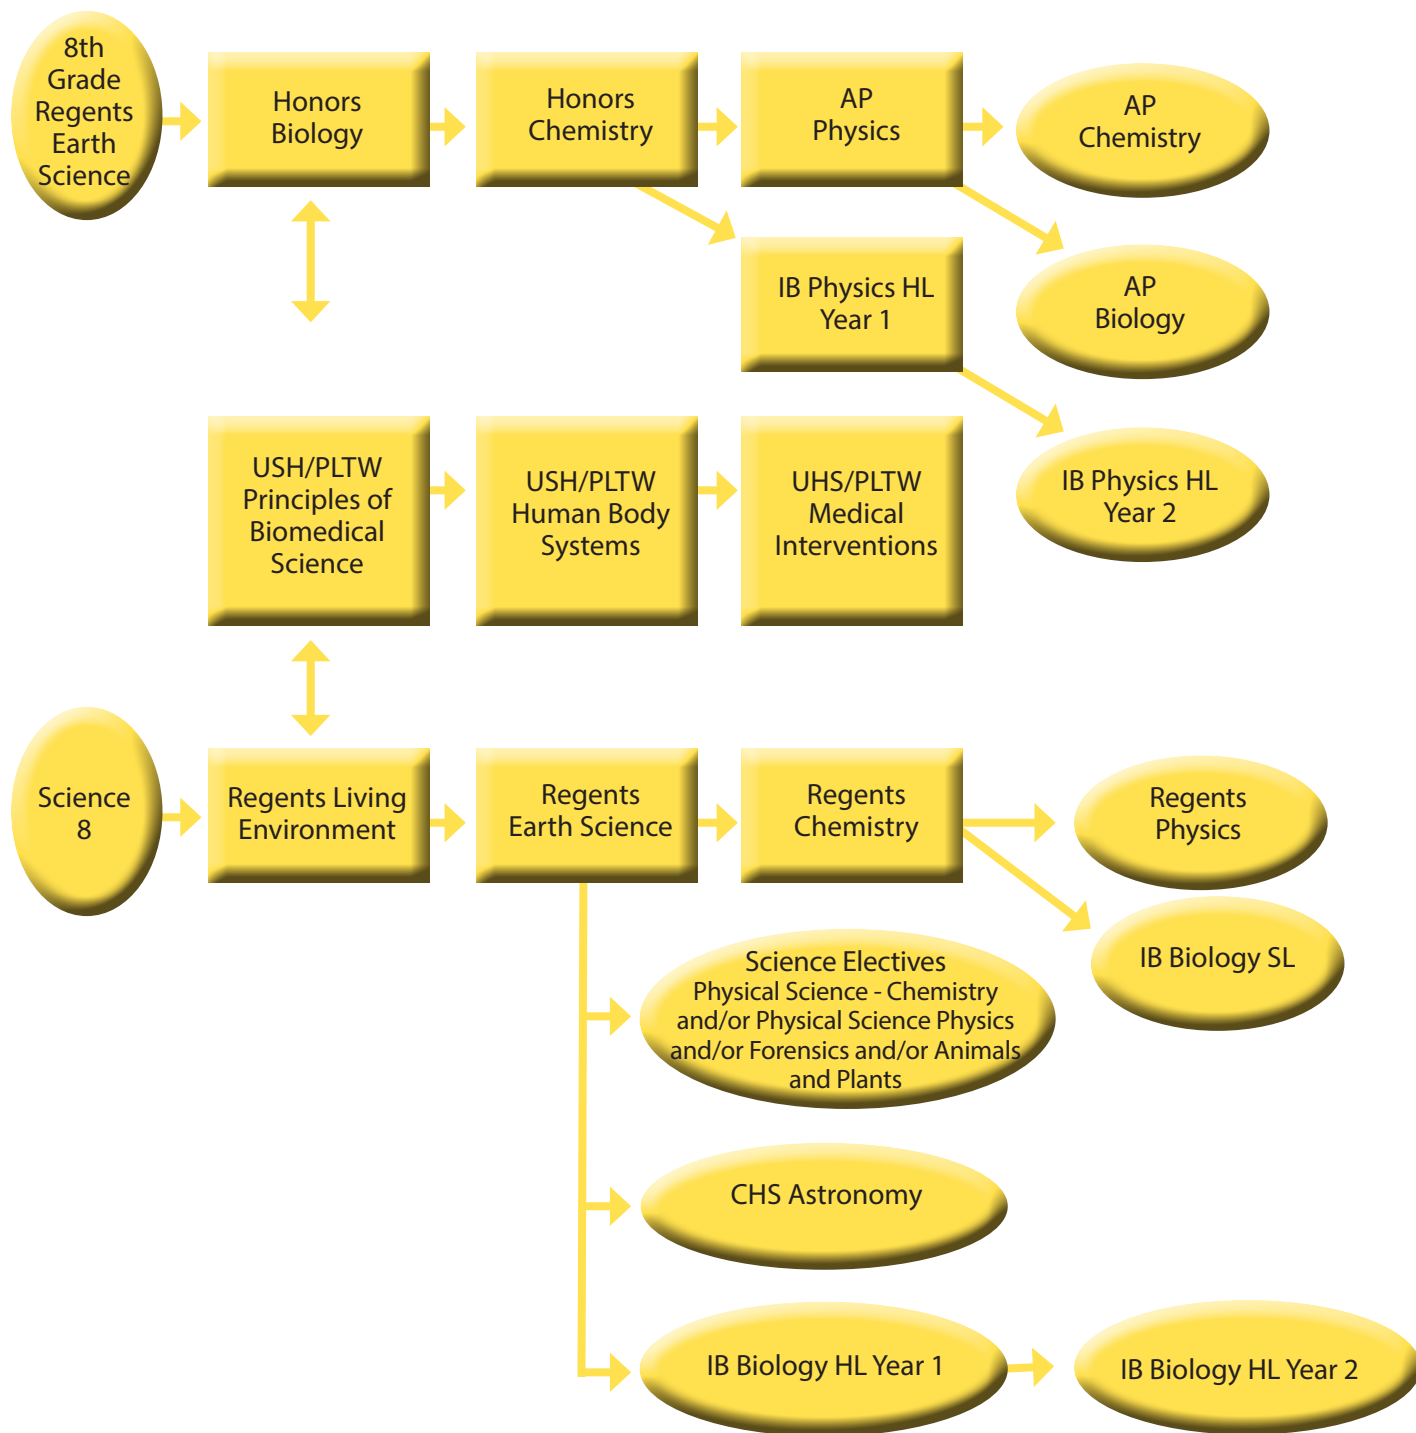 8th
Grade
Regents
Earth
Science
Honors
Biology
Honors
Chemistry
AP
Physics
AP
Chemistry
IB Physics HL
Year 1
AP
Biology
USH/PLTW
Principles of
Biomedical
Science
USH/PLTW
Human Body
Systems
UHS/PLTW
Medical
Interventions
IB Physics HL
Year 2
Science
8
Regents Living
Environment
Regents
Earth Science
Regents
Chemistry
Regents
Physics
IB Biology SL
Science Electives
Physical Science - Chemistry
and/or Physical Science Physics
and/or Forensics and/or Animals
and Plants
CHS Astronomy
IB Biology HL Year 1
IB Biology HL Year 2